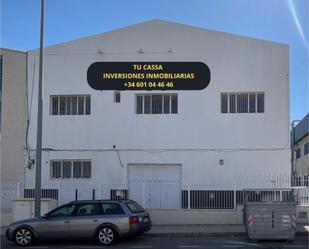 TU CASSA
INVERSIONES INMOBILIARIAS
+34 601 04 46 46